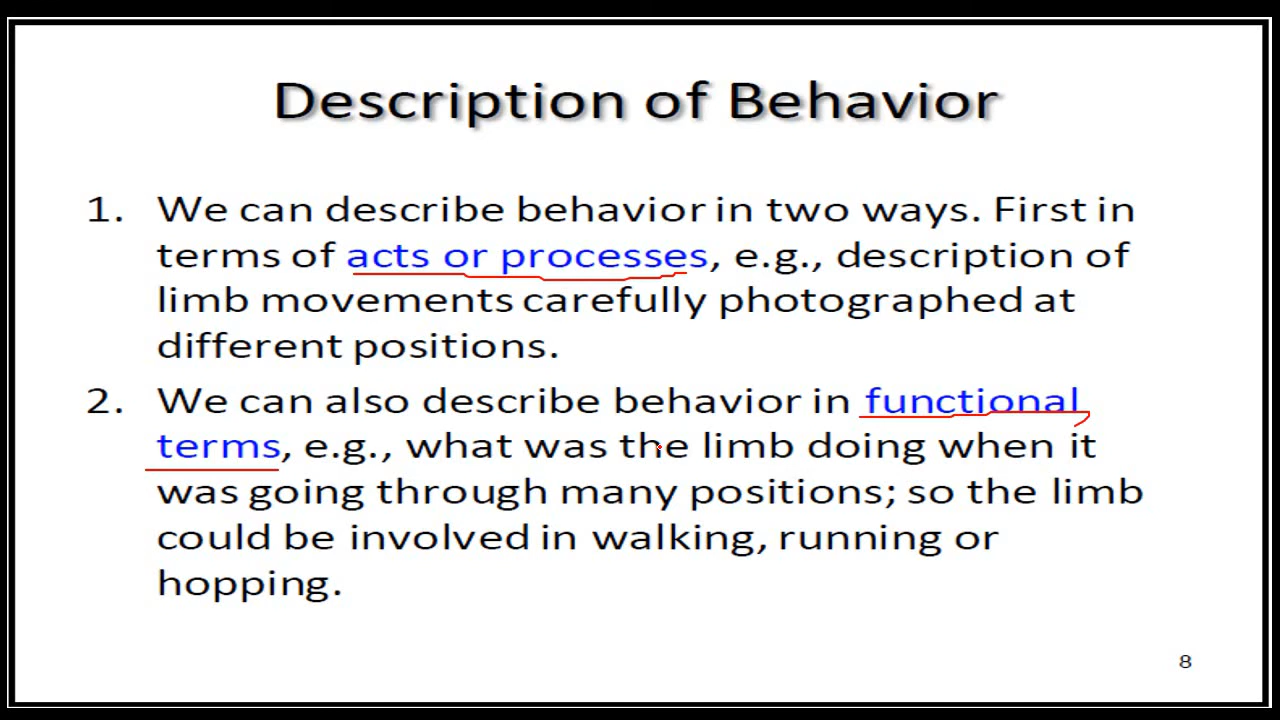 Description of Behavior
1. We can describe behavior in two ways. First in
terms of acts or processes, e.g., description of
limb movements carefully photographed at
different positions.
2. We can also describe behavior in functional
terms, e.g., what was the limb doing when it
was going through many positions; so the limb
could be involved in walking, running or
hopping.
8